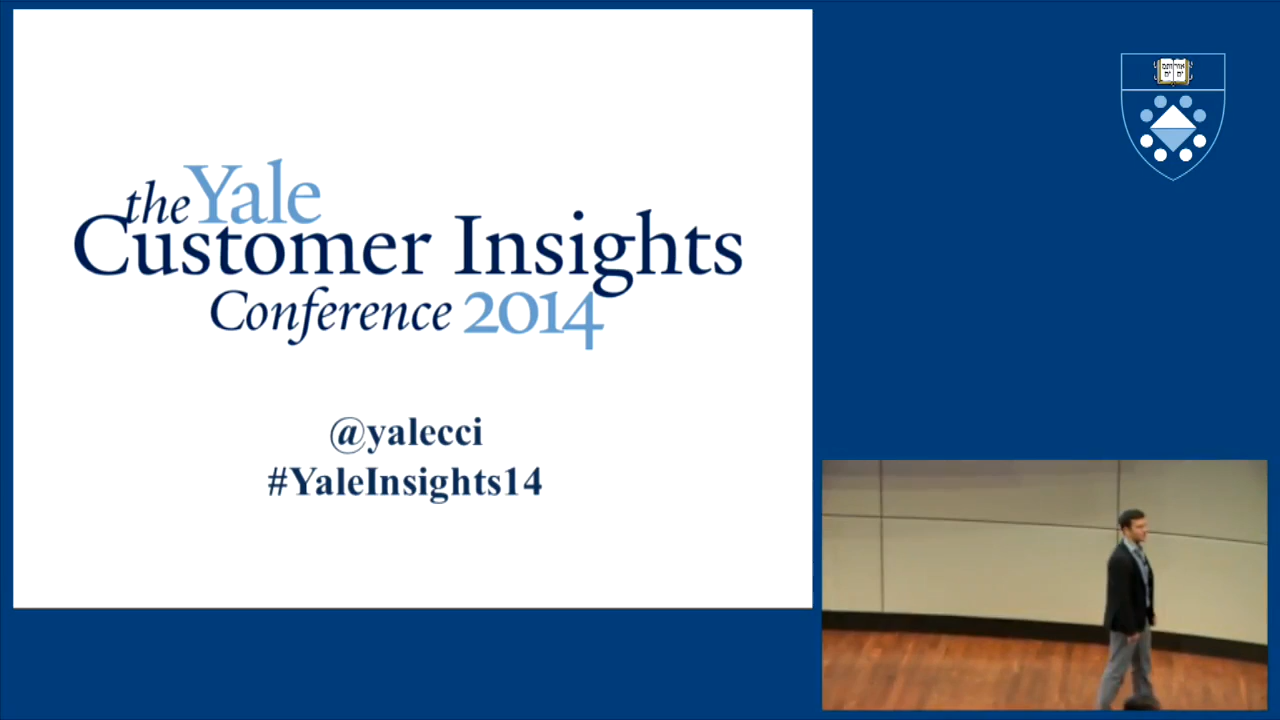 the Yale
Customer Insights
Conference 2014
@yalecci
#YaleInsights14